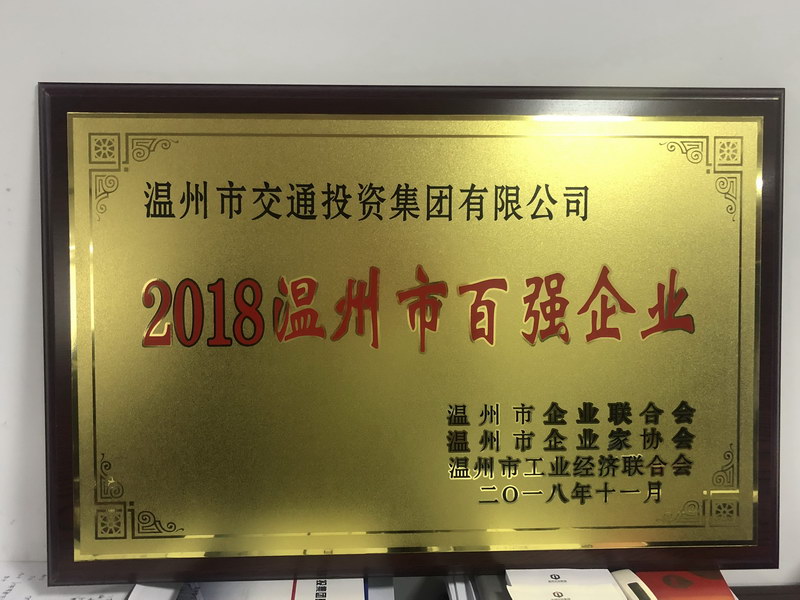 温州市交通投资集团有限公司
2018温州市百强企业
温州市企业联合会
温州市企业家协会
温州市工业经济联合会
二〇一八年十一月